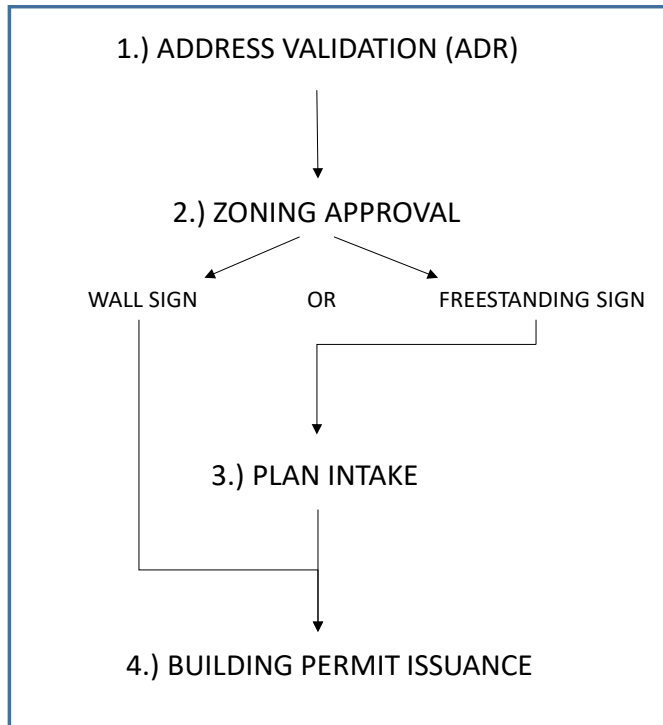 1.) ADDRESS VALIDATION (ADR)
2.) ZONING APPROVAL
WALL SIGN OR FREESTANDING SIGN
3.) PLAN INTAKE
4.) BUILDING PERMIT ISSUANCE